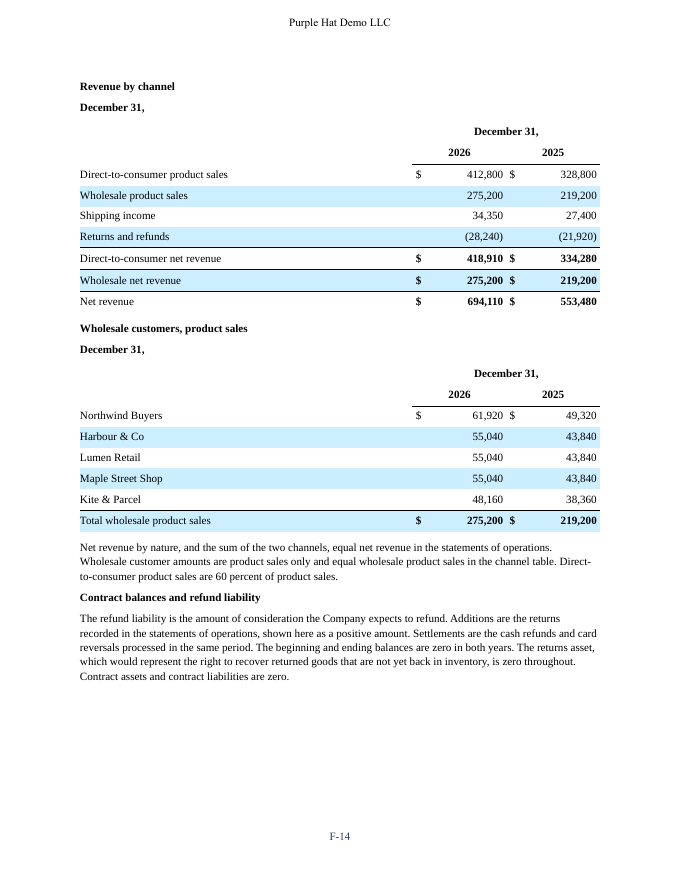 Purple Hat Demo LLC
Revenue by channel
December 31,
December 31,
2026 2025
Direct-to-consumer product sales $ 412,800 $ 328,800
Wholesale product sales 275,200 219,200
Shipping income 34,350 27,400
Returns and refunds (28,240) (21,920)
Direct-to-consumer net revenue $ 418,910 $ 334,280
Wholesale net revenue $ 275,200 $ 219,200
Net revenue $ 694,110 $ 553,480
Wholesale customers, product sales
December 31,
December 31,
2026 2025
Northwind Buyers $ 61,920 $ 49,320
Harbour & Co 55,040 43,840
Lumen Retail 55,040 43,840
Maple Street Shop 55,040 43,840
Kite & Parcel 48,160 38,360
Total wholesale product sales $ 275,200 $ 219,200
Net revenue by nature, and the sum of the two channels, equal net revenue in the statements of operations.
Wholesale customer amounts are product sales only and equal wholesale product sales in the channel table. Direct-
to-consumer product sales are 60 percent of product sales.
Contract balances and refund liability
The refund liability is the amount of consideration the Company expects to refund. Additions are the returns
recorded in the statements of operations, shown here as a positive amount. Settlements are the cash refunds and card
reversals processed in the same period. The beginning and ending balances are zero in both years. The returns asset,
which would represent the right to recover returned goods that are not yet back in inventory, is zero throughout.
Contract assets and contract liabilities are zero.
F-14